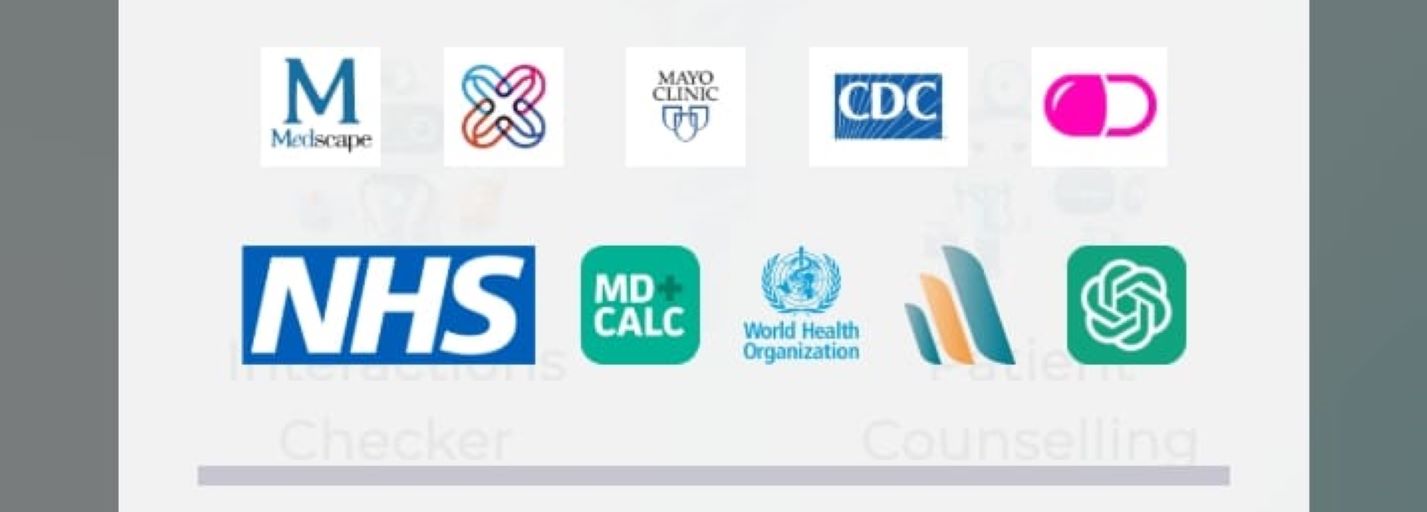 M
Medscape
MAYO
CLINIC
CDC
NHS
MD+
CALC
World Health
Organization
Interactions
Checker
Patient
Counselling